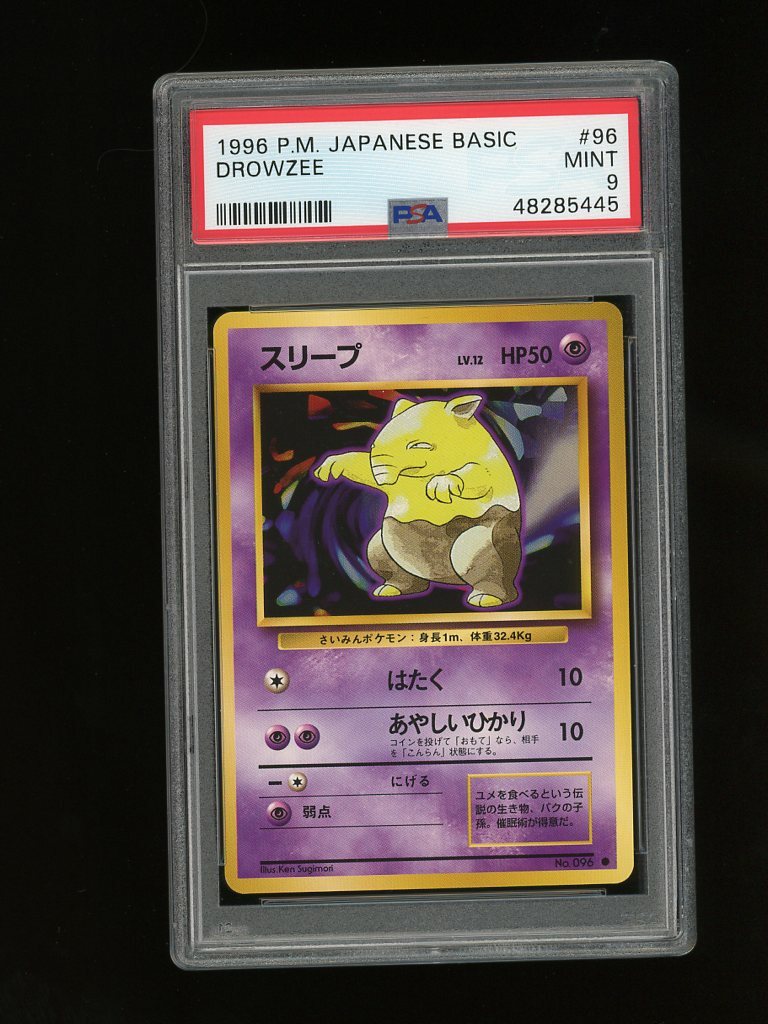 1996 P.M. JAPANESE BASIC #96
DROWZEE MINT
9
PSA 48285445
スリープ LV.12 HP50
さいみんポケモン：身長1m、体重32.4Kg
はたく 10
あやしいひかり 10
コインを投げて「おもて」なら、相手
を「こんらん」状態にする。
にげる
弱点
ユメを食べるという伝
説の生き物、バクの子
孫。催眠術が得意だ。
Illus. Ken Sugimori No. 096